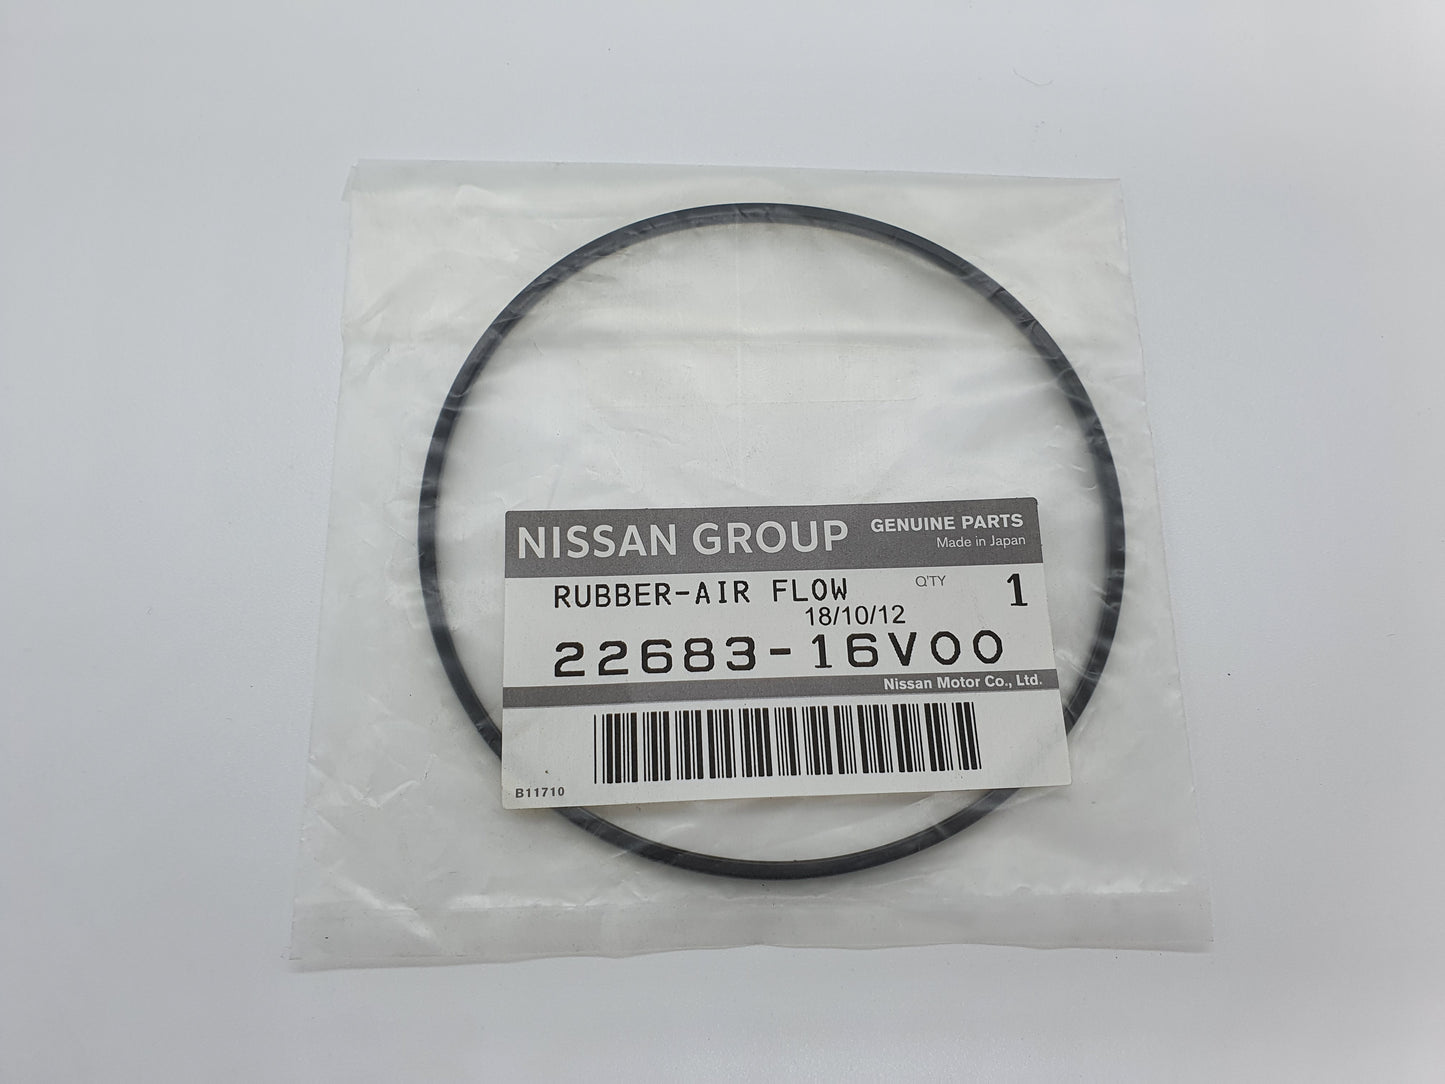 NISSAN GROUP GENUINE PARTS
Made in Japan
RUBBER-AIR FLOW Q'TY 1
18/10/12
22683-16V00
Nissan Motor Co., Ltd.
B11710